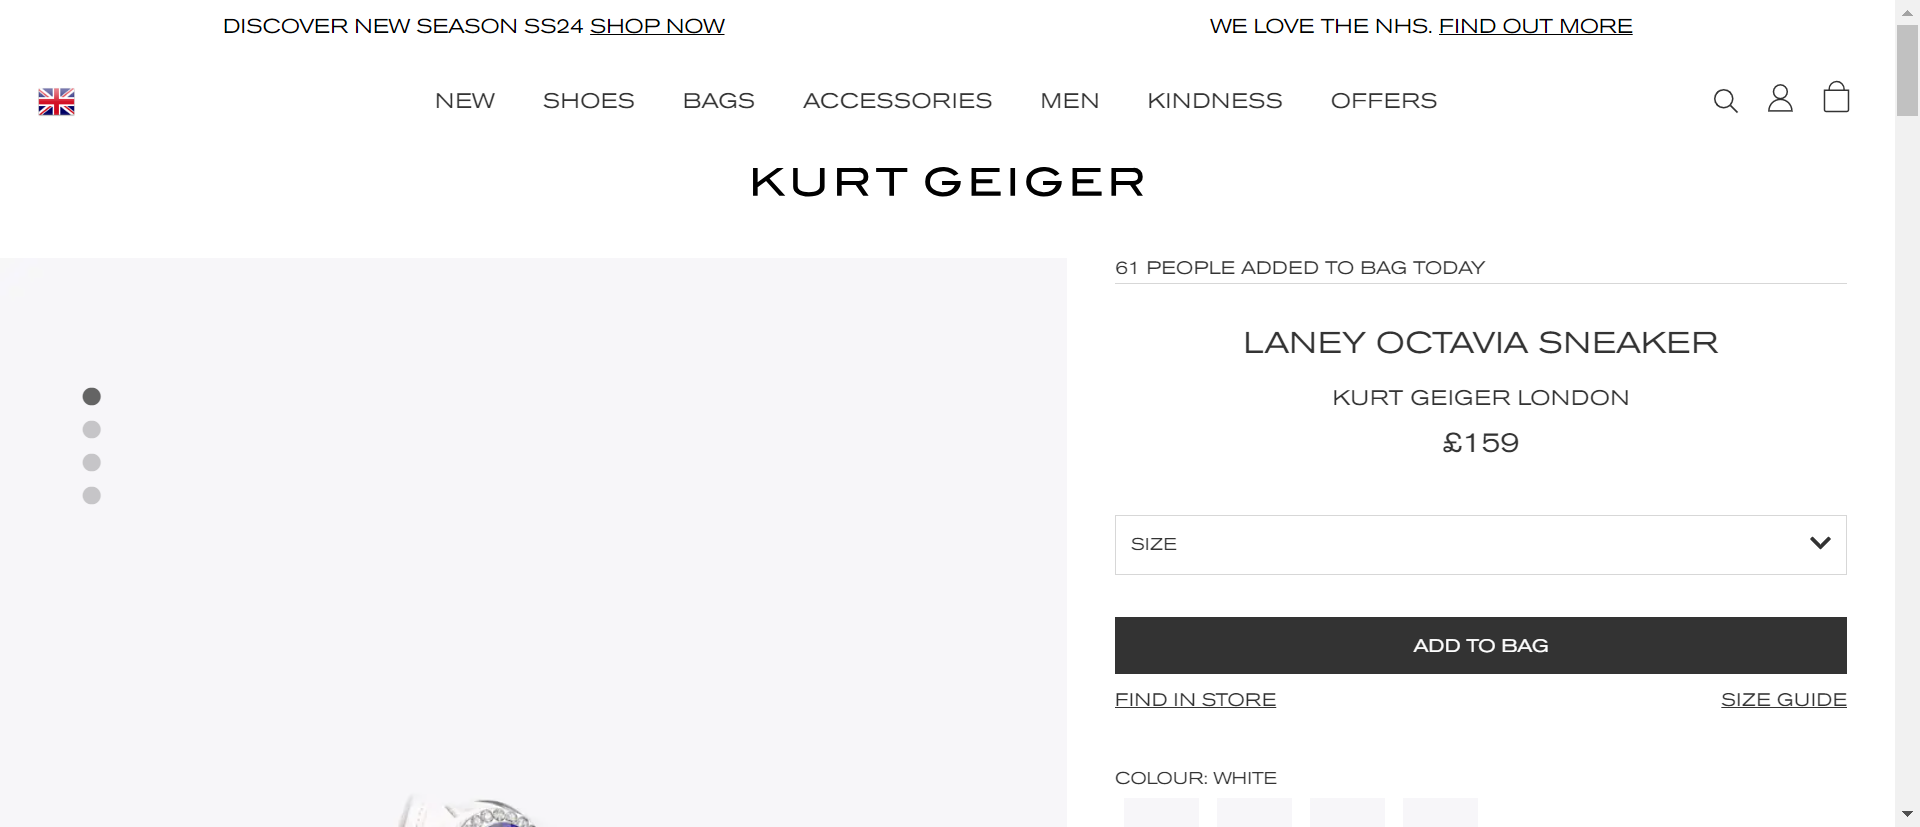 DISCOVER NEW SEASON SS24 SHOP NOW
WE LOVE THE NHS. FIND OUT MORE
NEW SHOES BAGS ACCESSORIES MEN KINDNESS OFFERS
KURT GEIGER
61 PEOPLE ADDED TO BAG TODAY
LANEY OCTAVIA SNEAKER
KURT GEIGER LONDON
£159
SIZE
ADD TO BAG
FIND IN STORE
SIZE GUIDE
COLOUR: WHITE